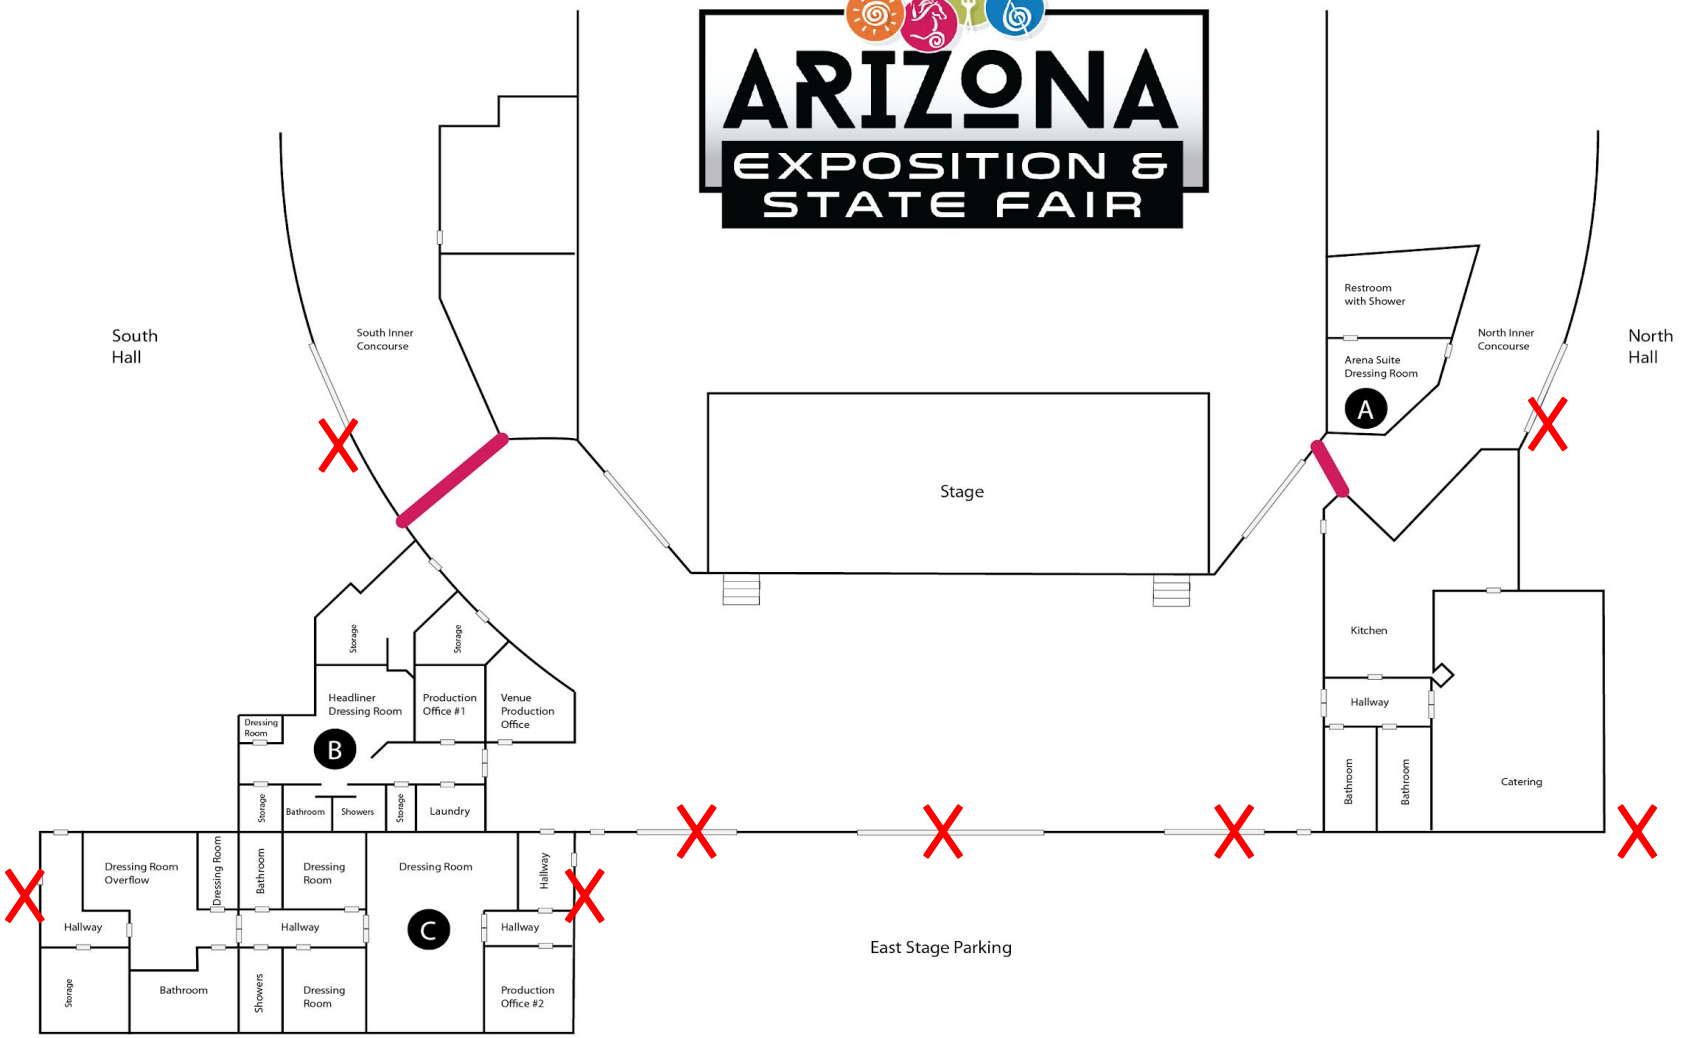 ARIZONA
EXPOSITION &
STATE FAIR
South
Hall
South Inner
Concourse
Restroom
with Shower
North Inner
Concourse
North
Hall
Arena Suite
Dressing Room
A
Stage
Storage
Storage
Kitchen
Headliner
Dressing Room
Production
Office #1
Venue
Production
Office
Hallway
Dressing
Room
B
Bathroom
Bathroom
Catering
Storage
Bathroom
Showers
Storage
Laundry
Dressing Room
Overflow
Dressing Room
Bathroom
Dressing
Room
Dressing Room
Hallway
Hallway
Hallway
C
Hallway
East Stage Parking
Storage
Bathroom
Showers
Dressing
Room
Production
Office #2